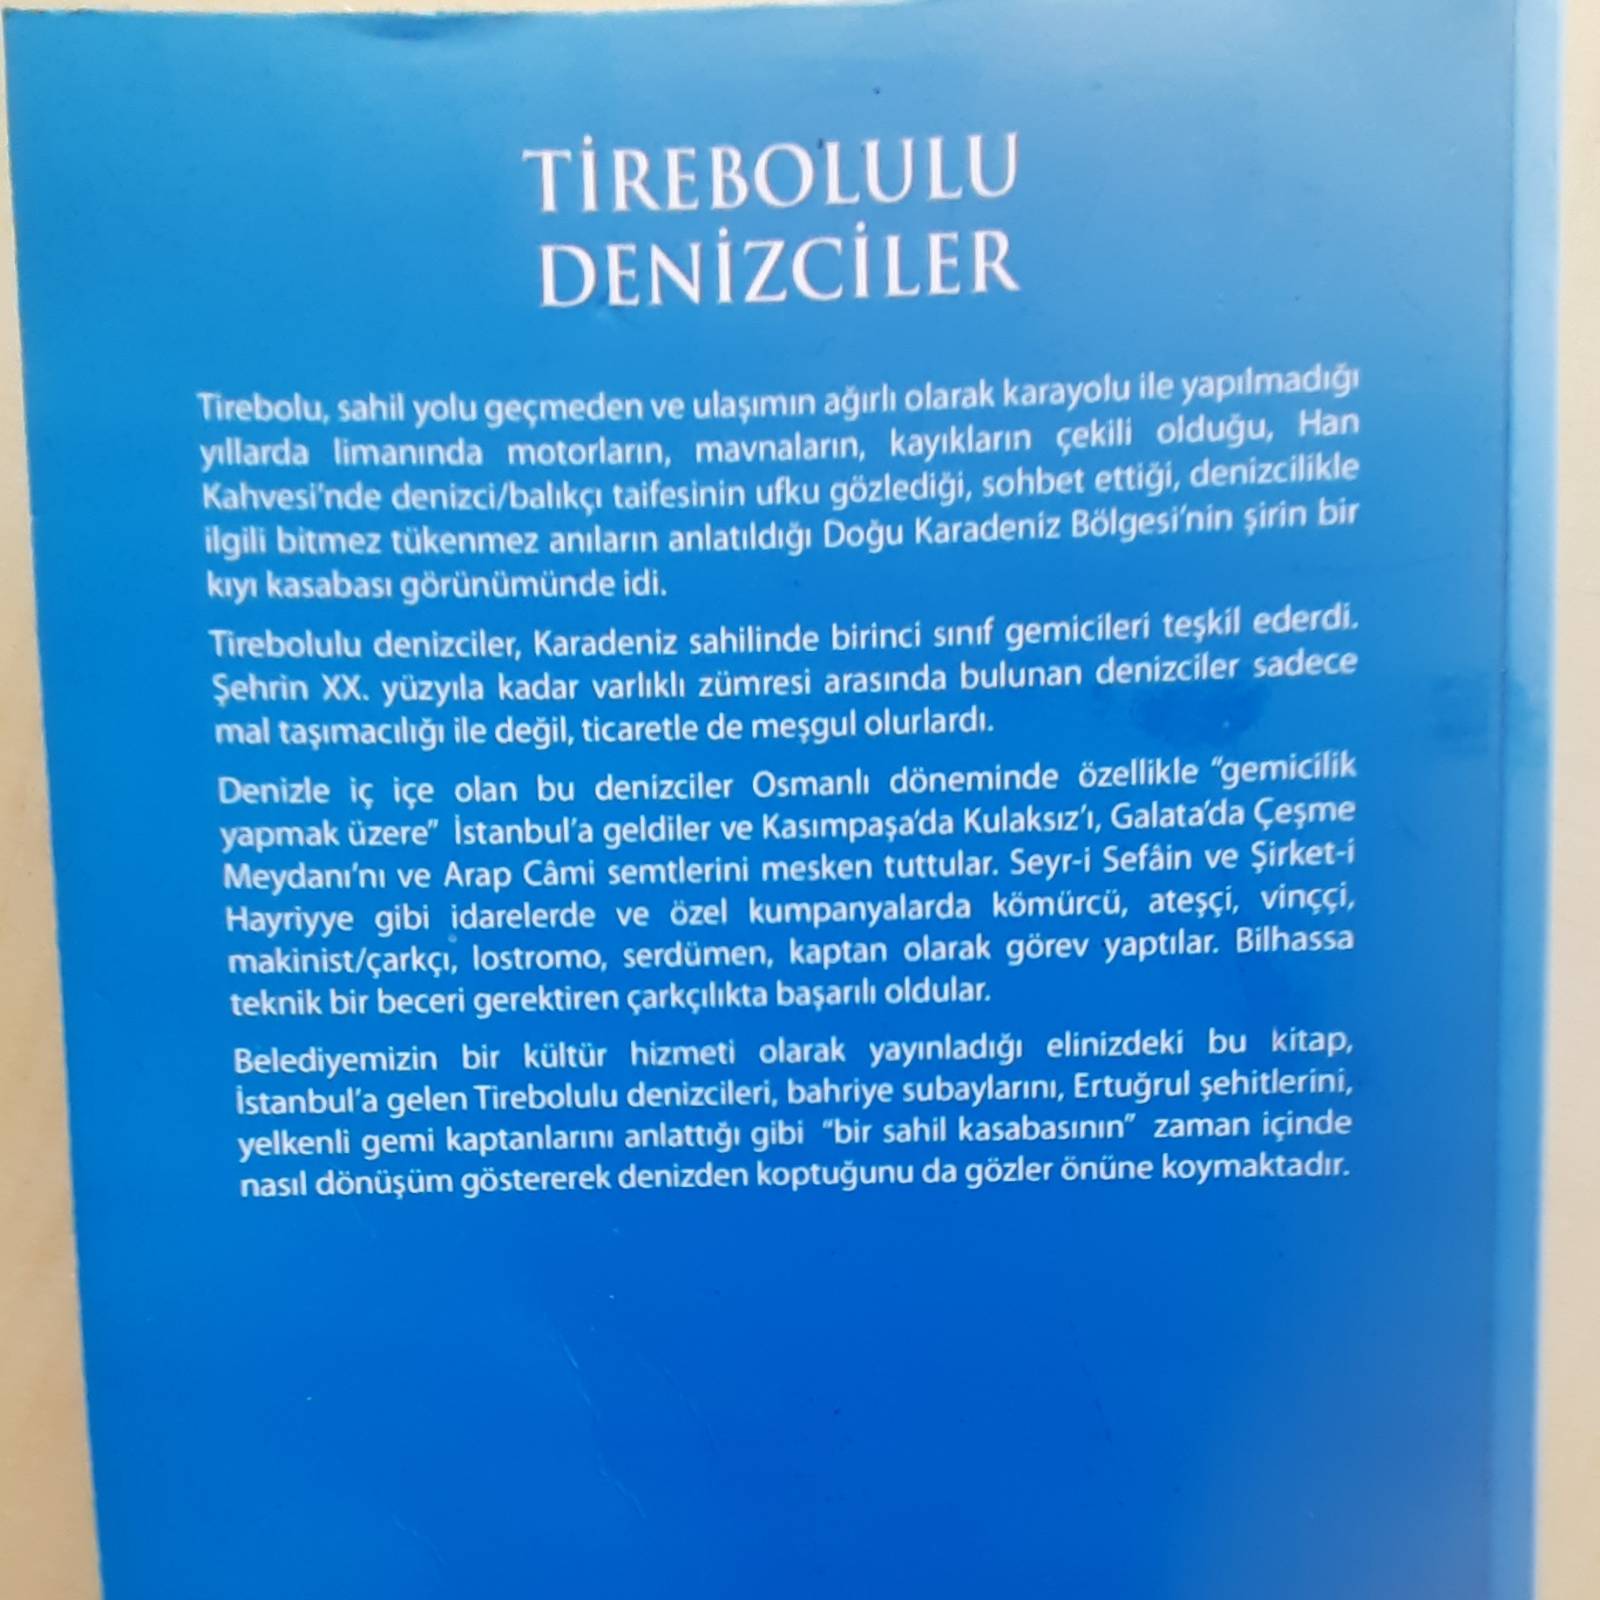 TİREBOLULU
DENİZCİLER
Tirebolu, sahil yolu geçmeden ve ulaşımın ağırlı olarak karayolu ile yapılmadığı
yıllarda limanında motorların, mavnaların, kayıkların çekili olduğu, Han
Kahvesi'nde denizci/balıkçı taifesinin ufku gözlediği, sohbet ettiği, denizcilikle
ilgili bitmez tükenmez anıların anlatıldığı Doğu Karadeniz Bölgesi'nin şirin bir
kıyı kasabası görünümünde idi.
Tirebolulu denizciler, Karadeniz sahilinde birinci sınıf gemicileri teşkil ederdi.
Şehrin XX. yüzyıla kadar varlıklı zümresi arasında bulunan denizciler sadece
mal taşımacılığı ile değil, ticaretle de meşgul olurlardı.
Denizle iç içe olan bu denizciler Osmanlı döneminde özellikle "gemicilik
yapmak üzere" İstanbul'a geldiler ve Kasımpaşa'da Kulaksız'ı, Galata'da Çeşme
Meydanı'nı ve Arap Câmi semtlerini mesken tuttular. Seyr-i Sefâin ve Şirket-i
Hayriyye gibi idarelerde ve özel kumpanyalarda kömürcü, ateşçi, vinççi,
makinist/çarkçı, lostromo, serdümen, kaptan olarak görev yaptılar. Bilhassa
teknik bir beceri gerektiren çarkçılıkta başarılı oldular.
Belediyemizin bir kültür hizmeti olarak yayınladığı elinizdeki bu kitap,
İstanbul'a gelen Tirebolulu denizcileri, bahriye subaylarını, Ertuğrul şehitlerini,
yelkenli gemi kaptanlarını anlattığı gibi "bir sahil kasabasının" zaman içinde
nasıl dönüşüm göstererek denizden koptuğunu da gözler önüne koymaktadır.